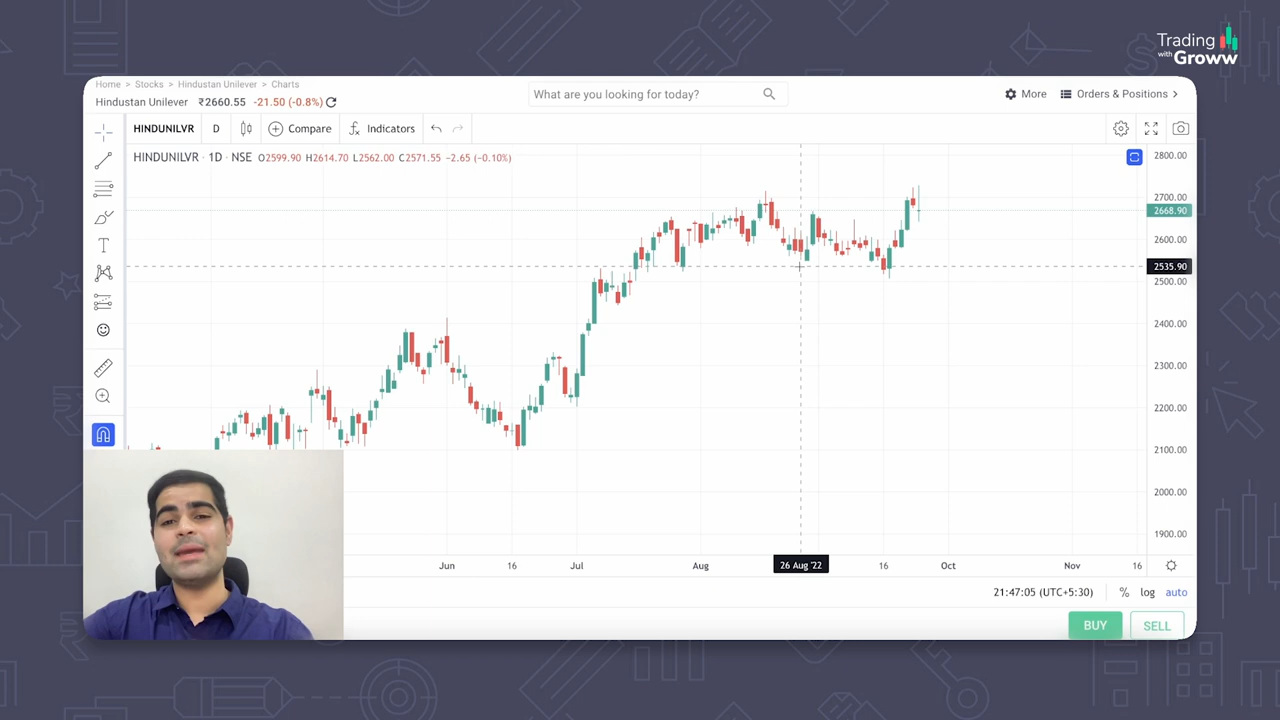 Trading
with Groww
Home > Stocks > Hindustan Unilever > Charts
Hindustan Unilever ₹2660.55 -21.50 (-0.8%)
What are you looking for today?
More
Orders & Positions >
HINDUNILVR D Compare Indicators
HINDUNILVR · 1D · NSE O2599.90 H2614.70 L2562.00 C2571.55 -2.65 (-0.10%)
2800.00
2700.00
2668.90
2600.00
2535.90
2500.00
2400.00
2300.00
2200.00
2100.00
2000.00
1900.00
Jun 16 Jul Aug 26 Aug '22 16 Oct Nov 16
21:47:05 (UTC+5:30) % log auto
BUY SELL